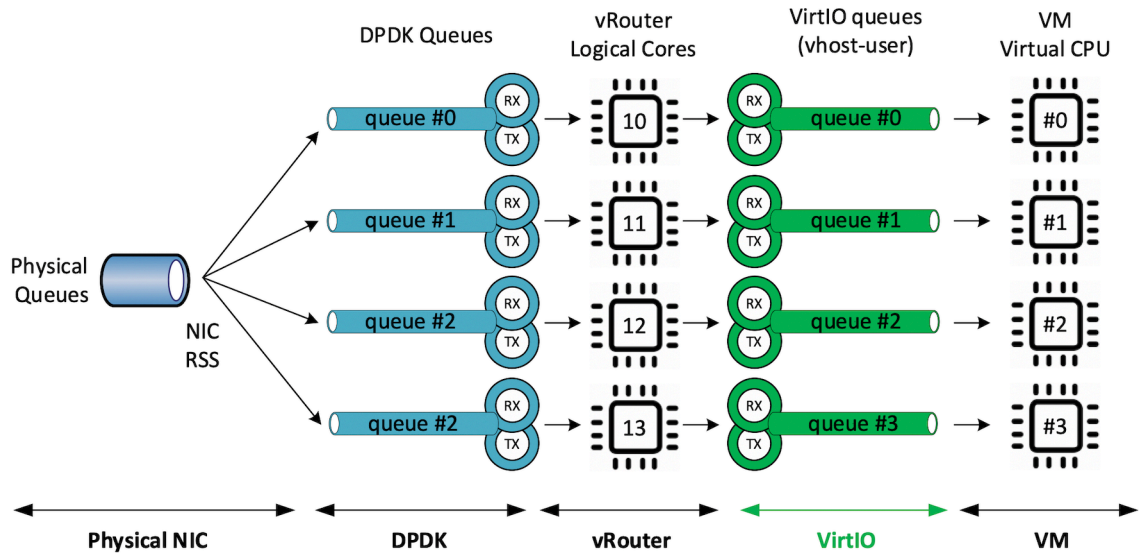 DPDK Queues
vRouter
Logical Cores
VirtIO queues
(vhost-user)
VM
Virtual CPU
queue #0
RX
TX
10
RX
TX
queue #0
#0
queue #1
RX
TX
11
RX
TX
queue #1
#1
Physical
Queues
NIC
RSS
queue #2
RX
TX
12
RX
TX
queue #2
#2
queue #2
RX
TX
13
RX
TX
queue #3
#3
Physical NIC
DPDK
vRouter
VirtIO
VM